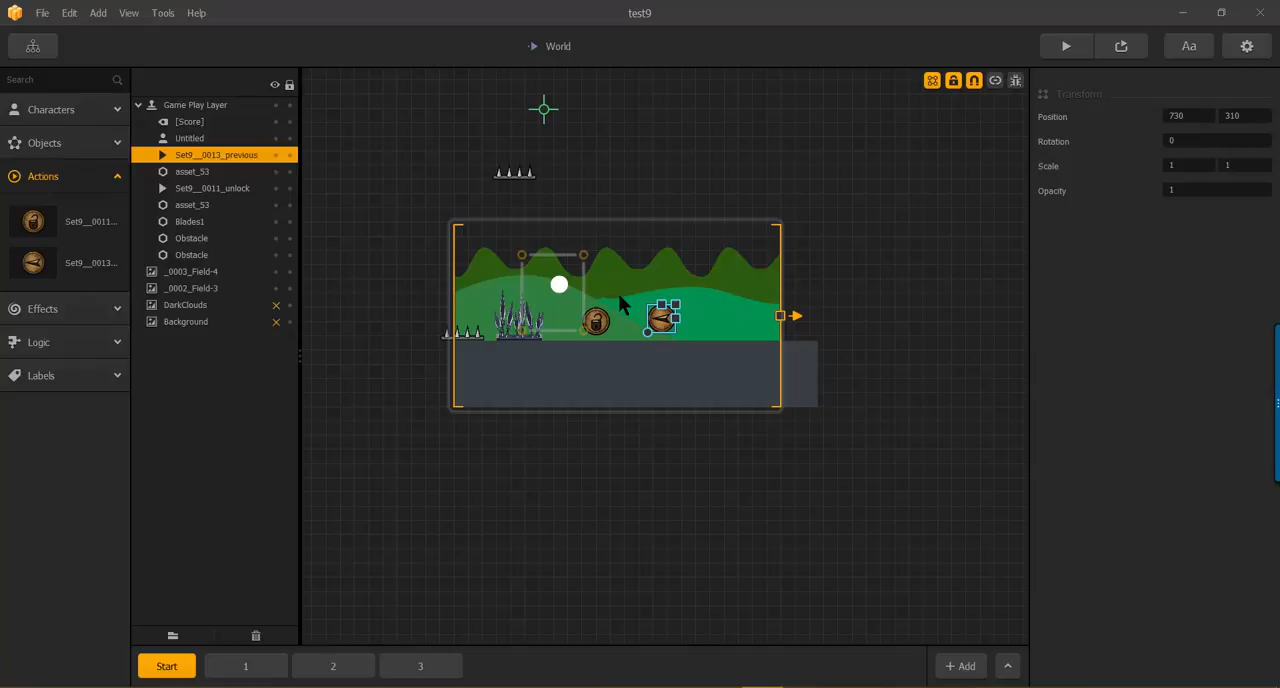 File Edit View Add Tools Help
test9
World
Aa
Search
Characters
Objects
Actions
Set9__0011...
Set9__0013...
Effects
Logic
Labels
Game Play Layer
[Score]
Untitled
Set9__0013_previous
asset_53
Set9__0011_unlock
asset_53
Blades1
Obstacle
Obstacle
_0003_Field-4
_0002_Field-3
DarkClouds
Background
Transform
Position 730 310
Rotation 0
Scale 1 1
Opacity 1
Start 1 2 3
+ Add